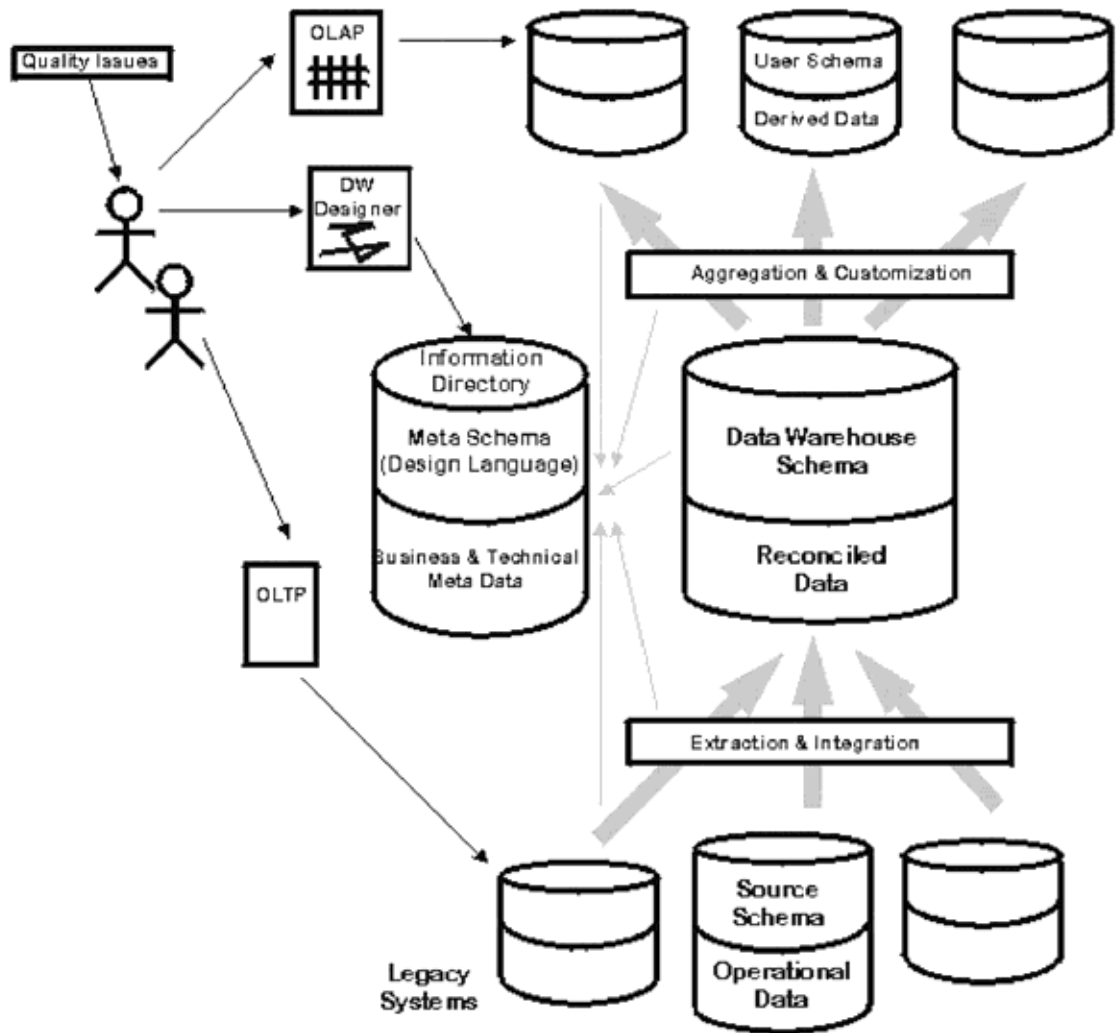 Quality Issues
OLAP
User Schema
Derived Data
DW
Designer
Aggregation & Customization
Information
Directory
Meta Schema
(Design Language)
Business & Technical
Meta Data
Data Warehouse
Schema
Reconciled
Data
OLTP
Extraction & Integration
Source
Schema
Operational
Data
Legacy
Systems